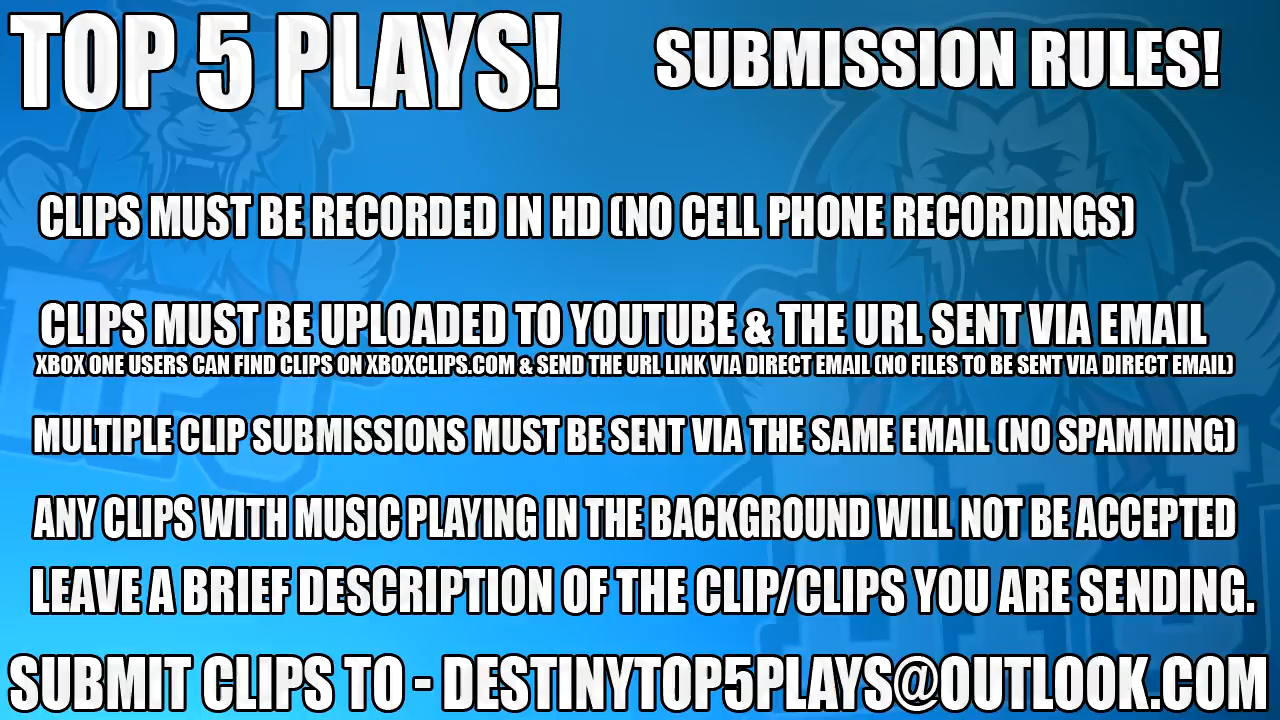 TOP 5 PLAYS!
SUBMISSION RULES!
CLIPS MUST BE RECORDED IN HD (NO CELL PHONE RECORDINGS)
CLIPS MUST BE UPLOADED TO YOUTUBE & THE URL SENT VIA EMAIL
XBOX ONE USERS CAN FIND CLIPS ON XBOXCLIPS.COM & SEND THE URL LINK VIA DIRECT EMAIL (NO FILES TO BE SENT VIA DIRECT EMAIL)
MULTIPLE CLIP SUBMISSIONS MUST BE SENT VIA THE SAME EMAIL (NO SPAMMING)
ANY CLIPS WITH MUSIC PLAYING IN THE BACKGROUND WILL NOT BE ACCEPTED
LEAVE A BRIEF DESCRIPTION OF THE CLIP/CLIPS YOU ARE SENDING.
SUBMIT CLIPS TO - DESTINYTOP5PLAYS@OUTLOOK.COM